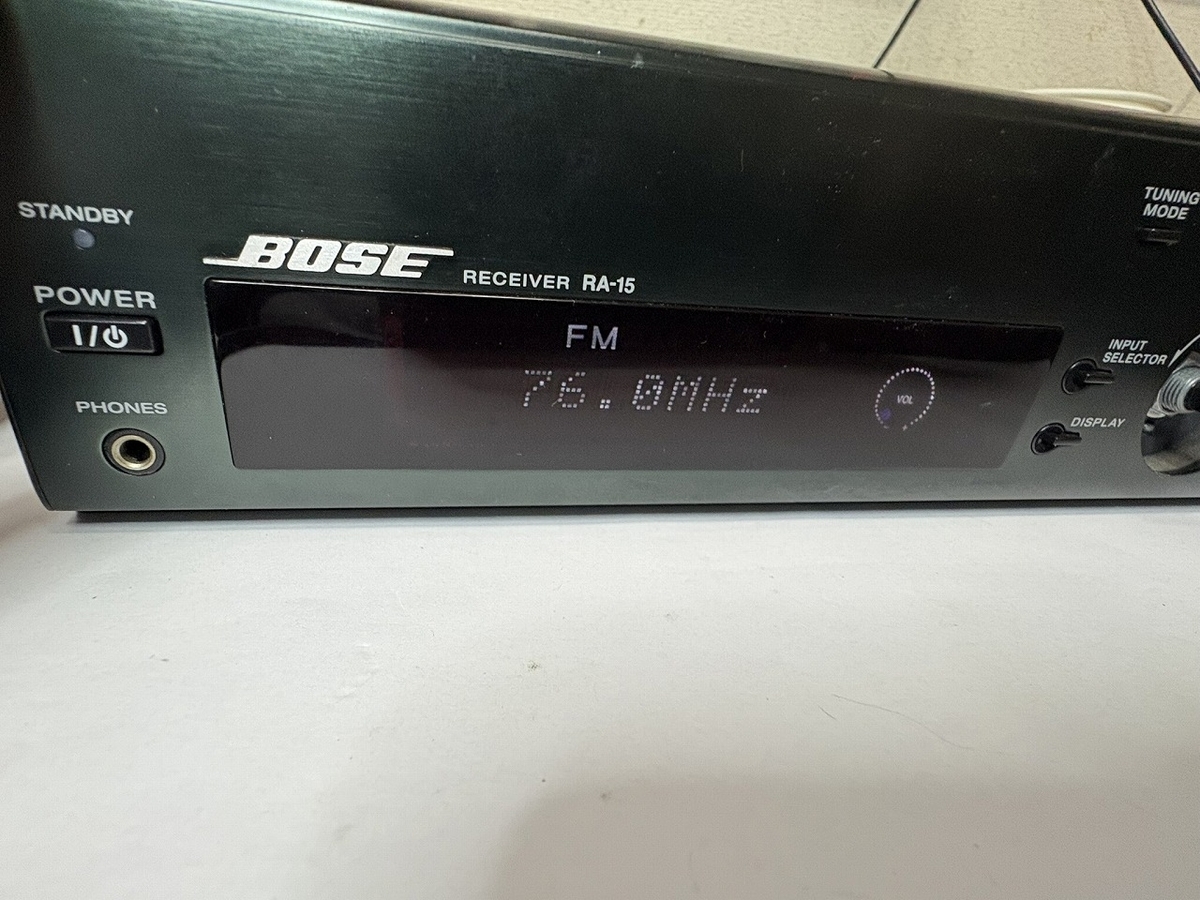 STANDBY
POWER
I/⏻
PHONES
BOSE
RECEIVER RA-15
FM
76.0MHz
VOL
TUNING
MODE
INPUT
SELECTOR
DISPLAY